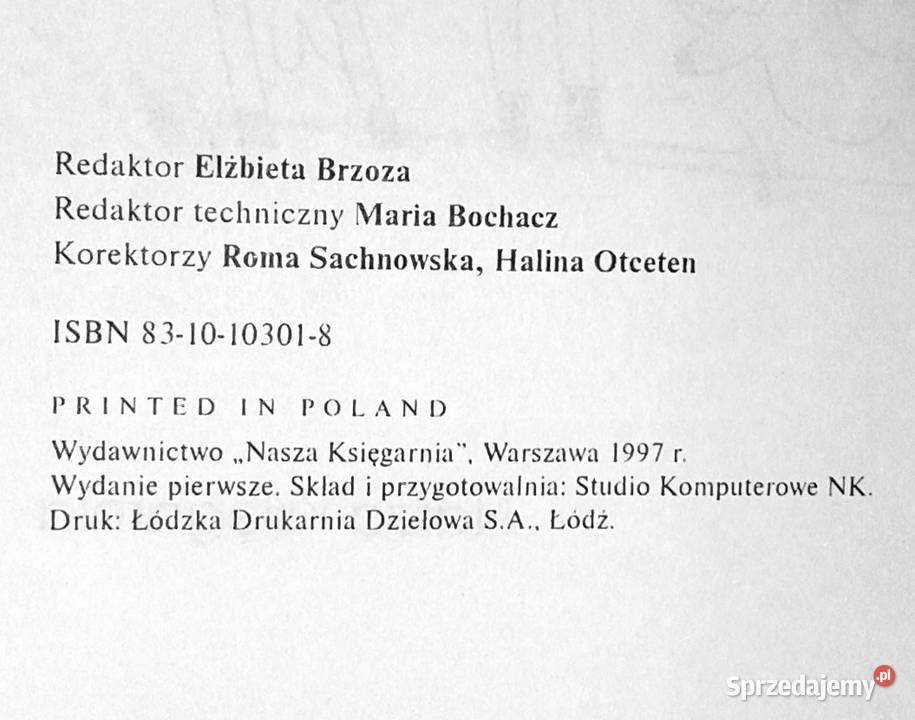 Redaktor Elżbieta Brzoza
Redaktor techniczny Maria Bochacz
Korektorzy Roma Sachnowska, Halina Otceten
ISBN 83-10-10301-8
PRINTED IN POLAND
Wydawnictwo „Nasza Księgarnia”, Warszawa 1997 r.
Wydanie pierwsze. Skład i przygotowalnia: Studio Komputerowe NK.
Druk: Łódzka Drukarnia Dziełowa S.A., Łódź.
Sprzedajemy.pl